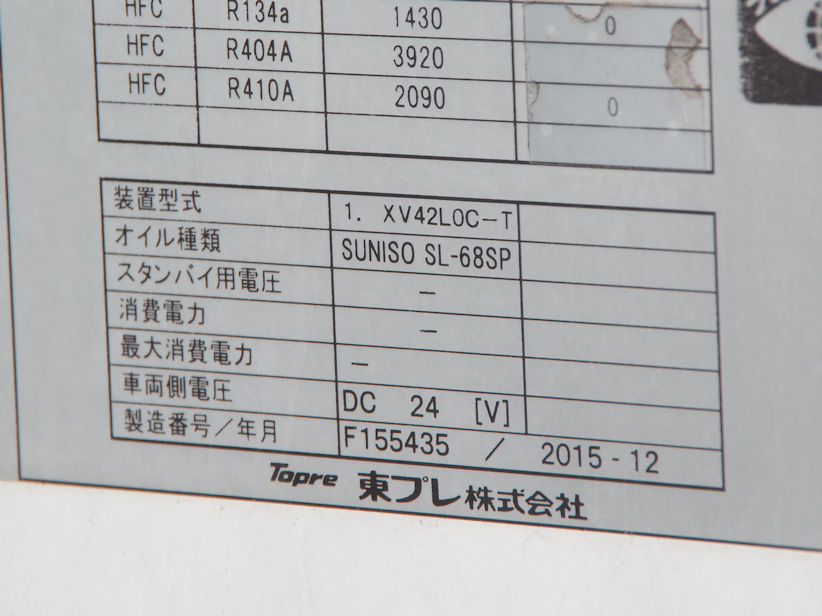 HFC R134a 1430 0
HFC R404A 3920
HFC R410A 2090 0
装置型式 1. XV42LOC-T
オイル種類 SUNISO SL-68SP
スタンバイ用電圧 －
消費電力 －
最大消費電力 －
車両側電圧 DC 24 [V]
製造番号／年月 F155435 / 2015-12
Topre 東プレ株式会社